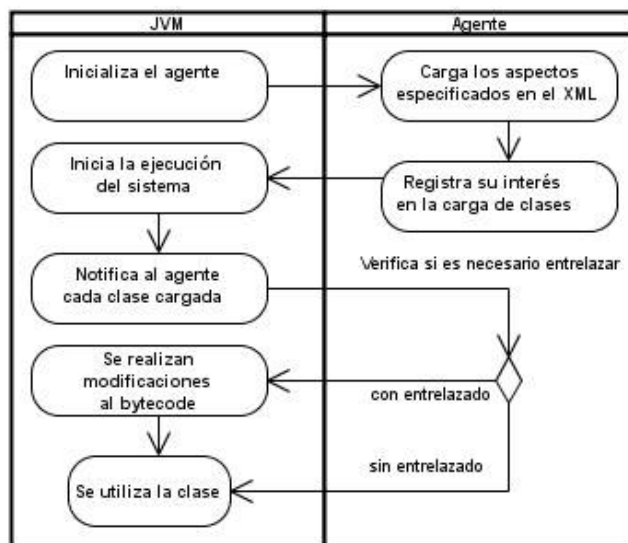 JVM
Agente
Inicializa el agente
Carga los aspectos
especificados en el XML
Inicia la ejecución
del sistema
Registra su interés
en la carga de clases
Notifica al agente
cada clase cargada
Verifica si es necesario entrelazar
Se realizan
modificaciones
al bytecode
con entrelazado
sin entrelazado
Se utiliza la clase